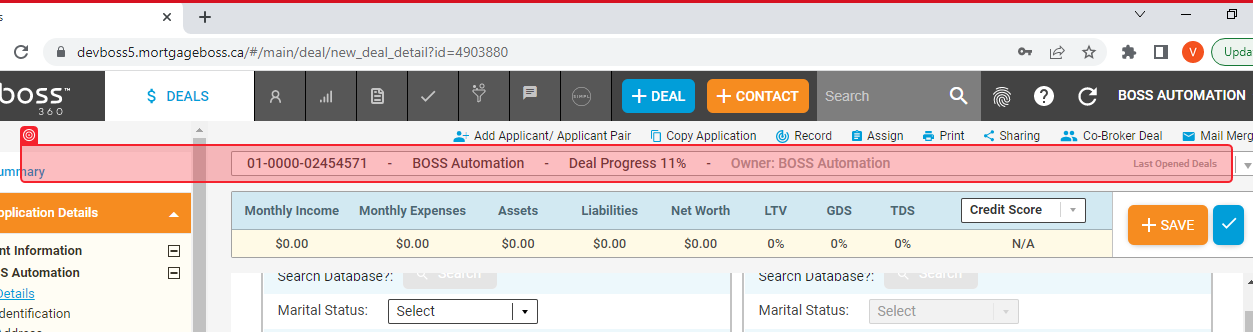 s
devboss5.mortgageboss.ca/#/main/deal/new_deal_detail?id=4903880
V
Upda
boss™
360
$ DEALS
+ DEAL
+ CONTACT
Search
?
BOSS AUTOMATION
Add Applicant/ Applicant Pair
Copy Application
Record
Assign
Print
Sharing
Co-Broker Deal
Mail Merg
01-0000-02454571 - BOSS Automation - Deal Progress 11% - Owner: BOSS Automation
Last Opened Deals
ummary
pplication Details
nt Information
SS Automation
Details
dentification
Address
Monthly Income Monthly Expenses Assets Liabilities Net Worth LTV GDS TDS Credit Score
$0.00 $0.00 $0.00 $0.00 $0.00 0% 0% 0% N/A
+ SAVE
Search Database?: Search
Marital Status: Select
Search Database?: Search
Marital Status: Select